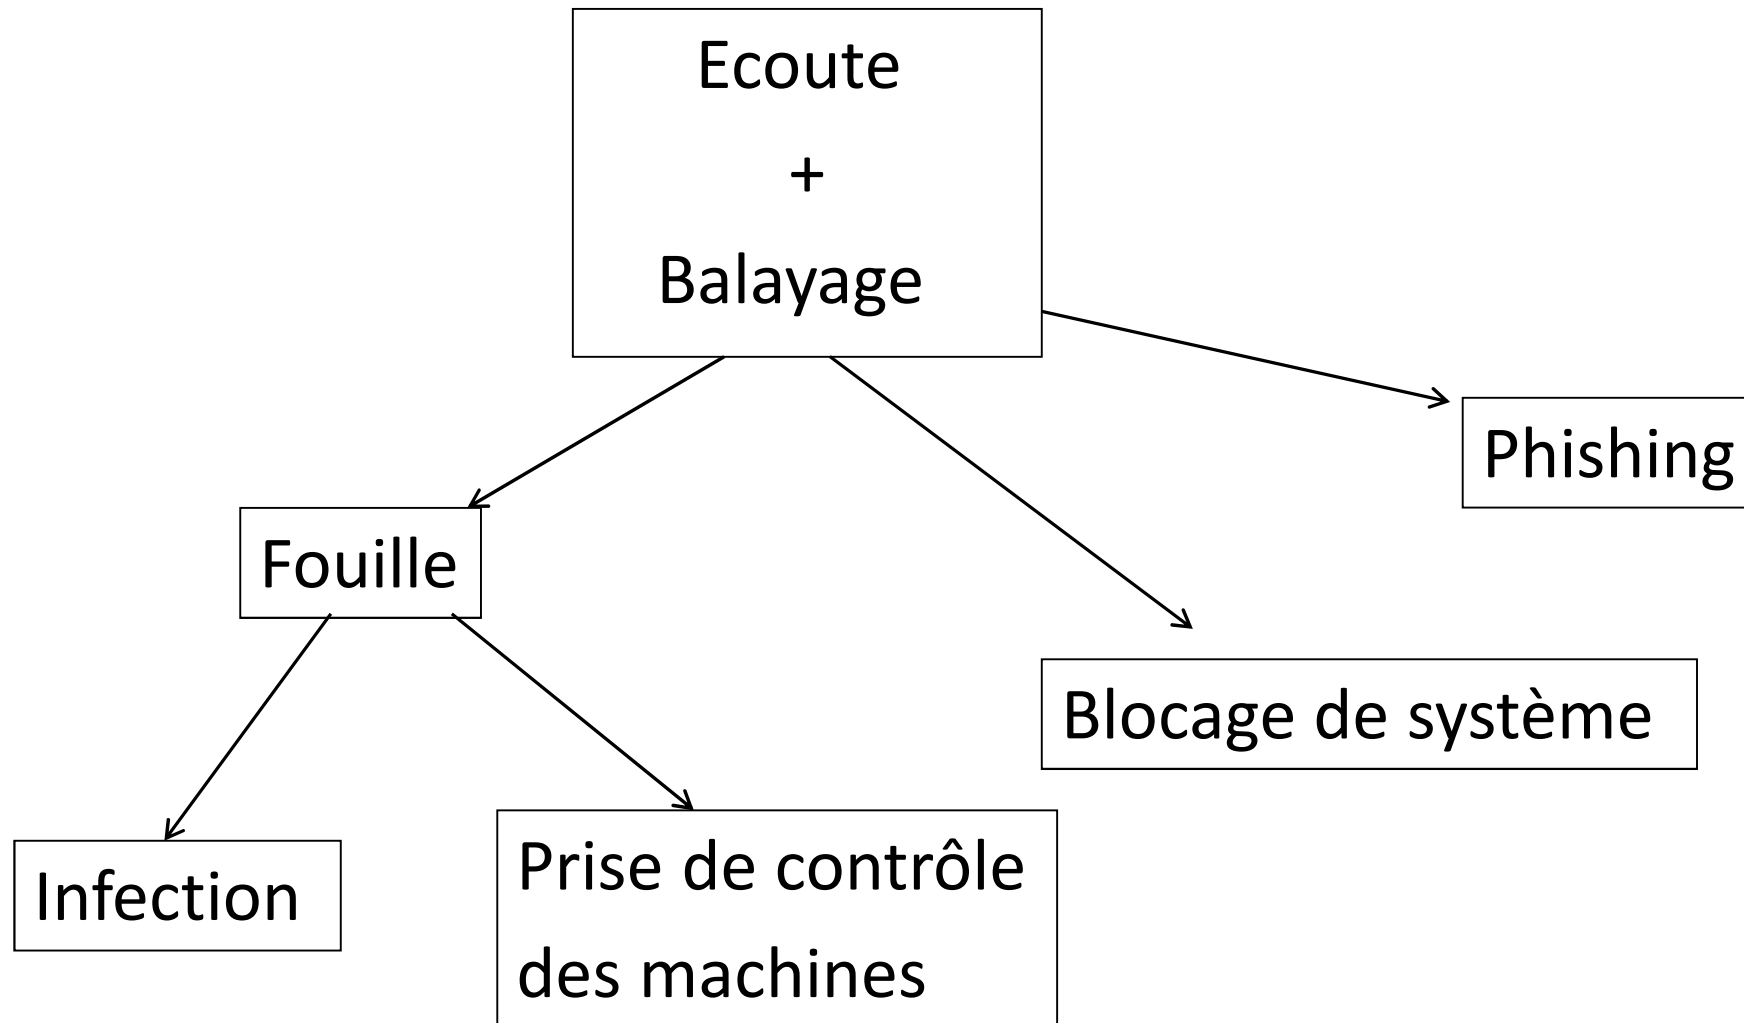 Ecoute
+
Balayage
Phishing
Fouille
Blocage de système
Infection
Prise de contrôle
des machines